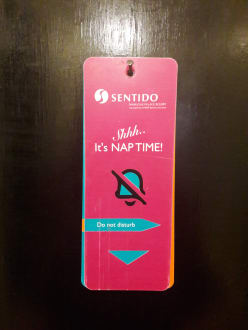 SENTIDO
Shhh..
It's NAP TIME!
Do not disturb